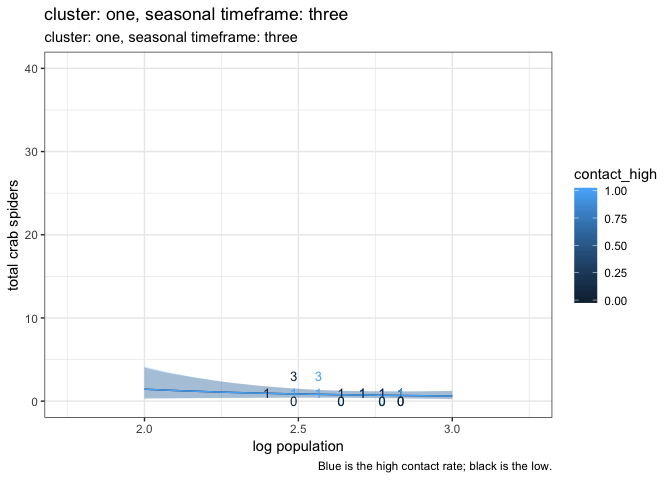 cluster: one, seasonal timeframe: three
cluster: one, seasonal timeframe: three
40
30
20
10
0
total crab spiders
3 3
1 1 1 1 1 1 1
0 0 0 0
2.0 2.5 3.0
log population
Blue is the high contact rate; black is the low.
contact_high
1.00
0.75
0.50
0.25
0.00